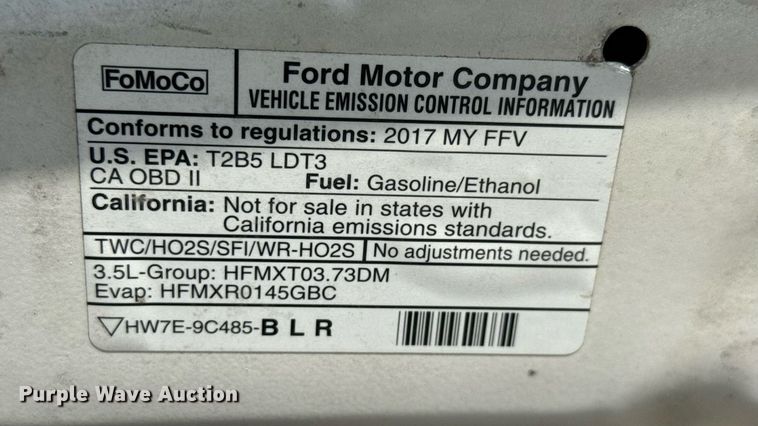 FoMoCo
Ford Motor Company
VEHICLE EMISSION CONTROL INFORMATION
Conforms to regulations: 2017 MY FFV
U.S. EPA: T2B5 LDT3
CA OBD II Fuel: Gasoline/Ethanol
California: Not for sale in states with
California emissions standards.
TWC/HO2S/SFI/WR-HO2S No adjustments needed.
3.5L-Group: HFMXT03.73DM
Evap: HFMXR0145GBC
HW7E-9C485-B L R
Purple Wave Auction